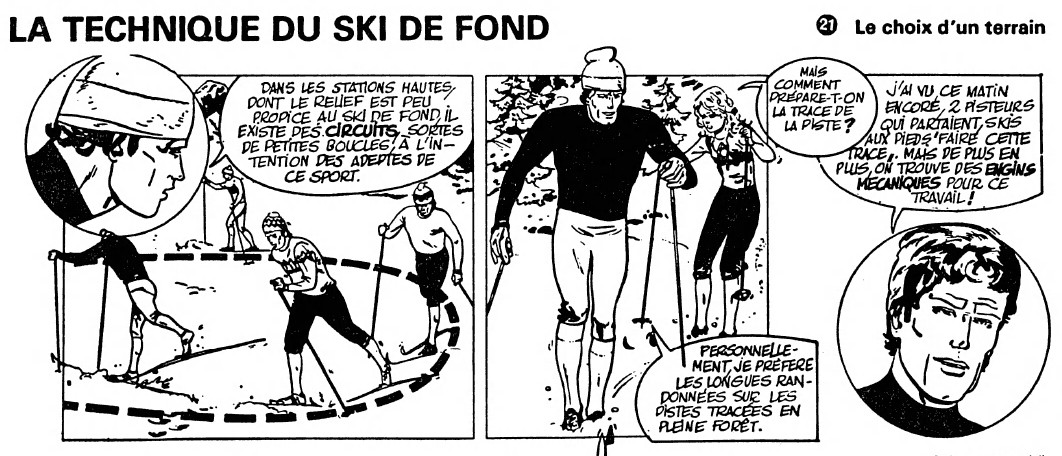 LA TECHNIQUE DU SKI DE FOND
21 Le choix d'un terrain
DANS LES STATIONS HAUTES,
DONT LE RELIEF EST PEU
PROPICE AU SKI DE FOND, IL
EXISTE DES CIRCUITS, SORTES
DE PETITES BOUCLES, À L'IN-
TENTION DES ADEPTES DE
CE SPORT.
PERSONNELLE-
MENT, JE PRÉFÈRE
LES LONGUES RAN-
DONNÉES SUR LES
PISTES TRACÉES EN
PLEINE FORÊT.
MAIS
COMMENT
PRÉPARE-T-ON
LA TRACE DE
LA PISTE ?
J'AI VU, CE MATIN
ENCORE, 2 PISTEURS
QUI PARTAIENT, SKIS
AUX PIEDS "FAIRE CETTE
TRACE". MAIS DE PLUS EN
PLUS, ON TROUVE DES ENGINS
MÉCANIQUES POUR CE
TRAVAIL !